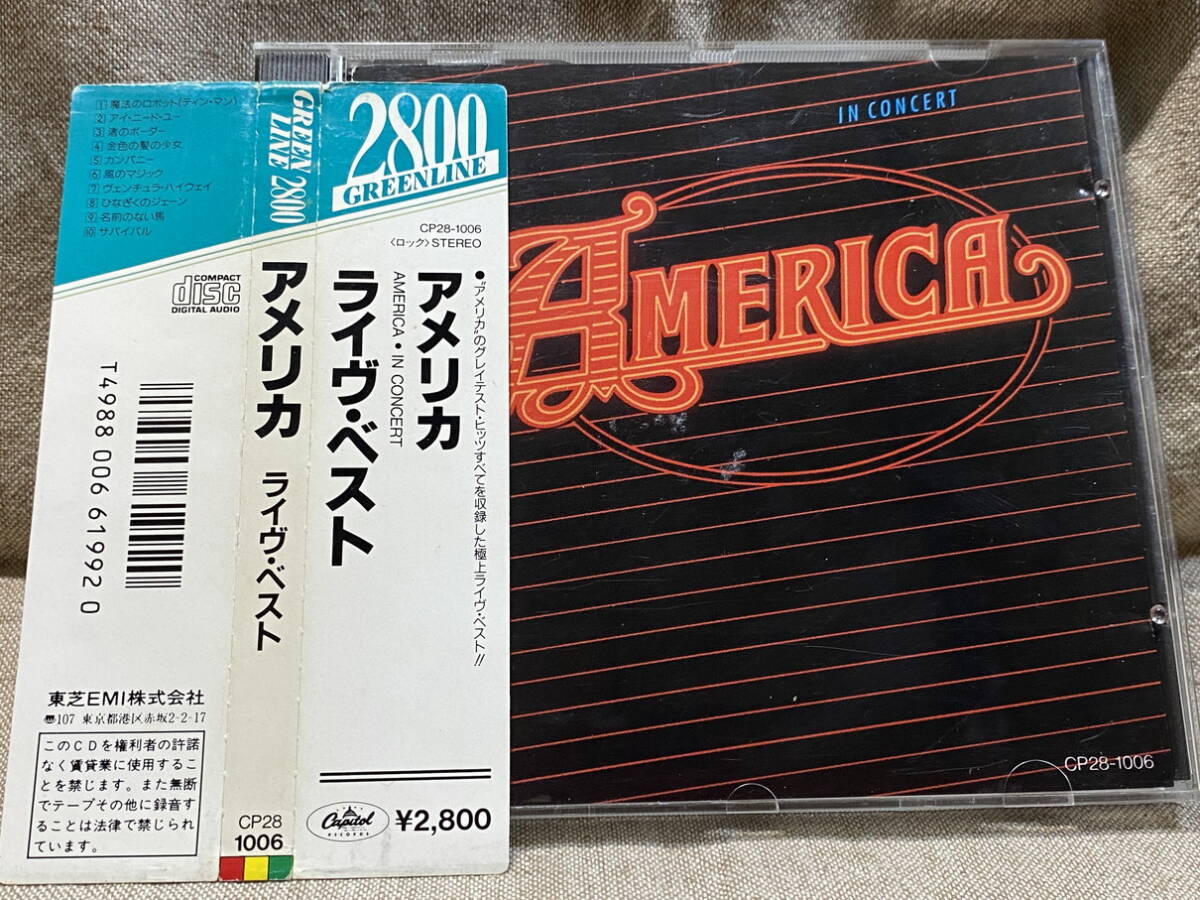 1 魔法のロボット(ティン・マン)
2 アイ・ニード・ユー
3 渚のボーダー
4 金色の髪の少女
5 カンパニー
6 風のマジック
7 ヴェンチュラ・ハイウェイ
8 ひなぎくのジェーン
9 名前のない馬
10 サバイバル
COMPACT
disc
DIGITAL AUDIO
T4988 006 61992 0
東芝EMI株式会社
〠107 東京都港区赤坂2-2-17
このCDを権利者の許諾
なく賃貸業に使用するこ
とを禁じます。また無断
でテープその他に録音す
ることは法律で禁じられ
ています。
GREEN 2800
LINE
アメリカ
ライヴ・ベスト
CP28
1006
2800
GREENLINE
CP28-1006
〈ロック〉STEREO
●"アメリカ"のグレイテスト・ヒッツすべてを収録した極上ライヴ・ベスト!!
アメリカ
AMERICA・IN CONCERT
ライヴ・ベスト
Capitol
RECORDS
¥2,800
IN CONCERT
AMERICA
CP28-1006